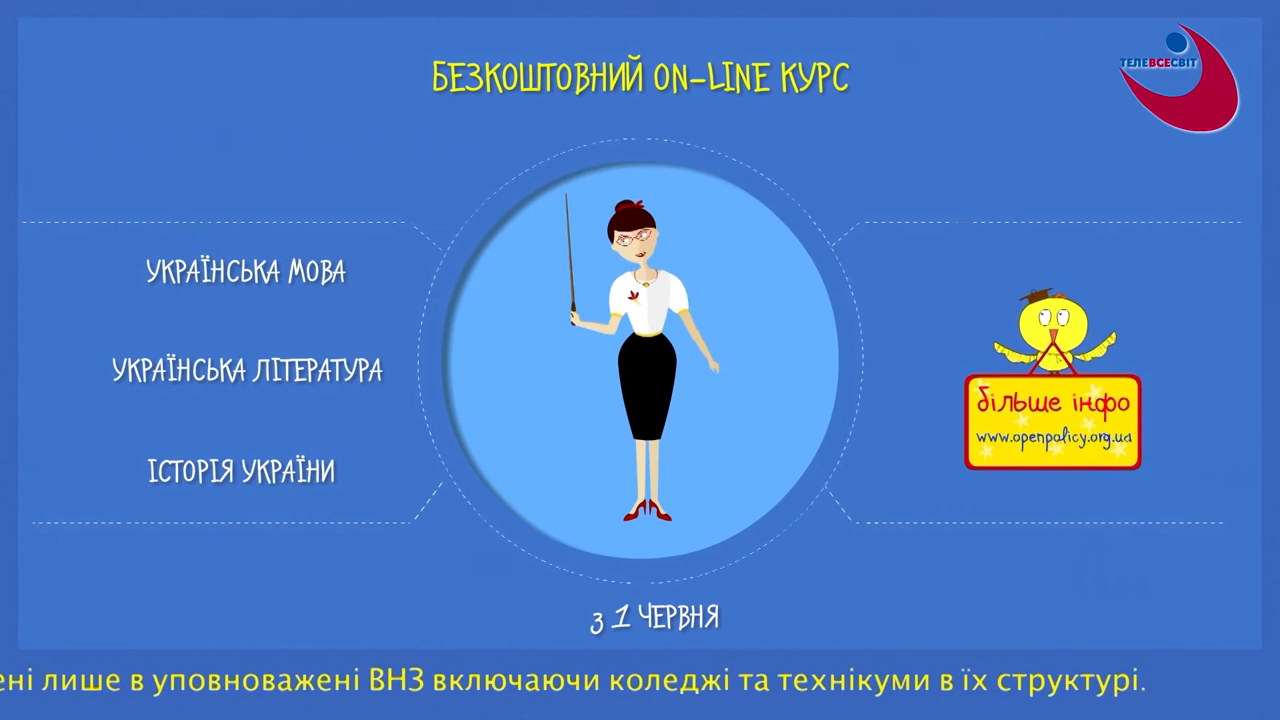 БЕЗКОШТОВНИЙ ON-LINE КУРС
ТЕЛЕВСЕСВІТ
УКРАЇНСЬКА МОВА
УКРАЇНСЬКА ЛІТЕРАТУРА
ІСТОРІЯ УКРАЇНИ
більше інфо
www.openpolicy.org.ua
з 1 ЧЕРВНЯ
ені лише в уповноважені ВНЗ включаючи коледжі та технікуми в їх структурі.